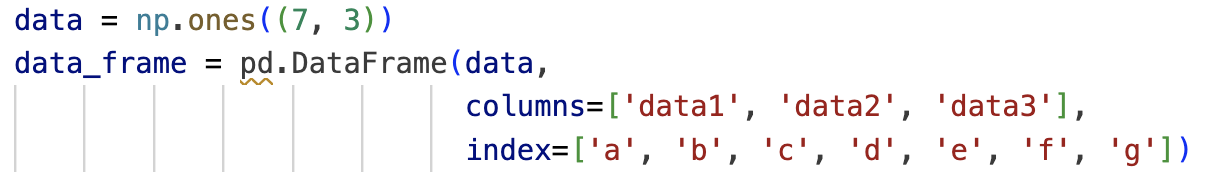 data = np.ones((7, 3))
data_frame = pd.DataFrame(data,
columns=['data1', 'data2', 'data3'],
index=['a', 'b', 'c', 'd', 'e', 'f', 'g'])